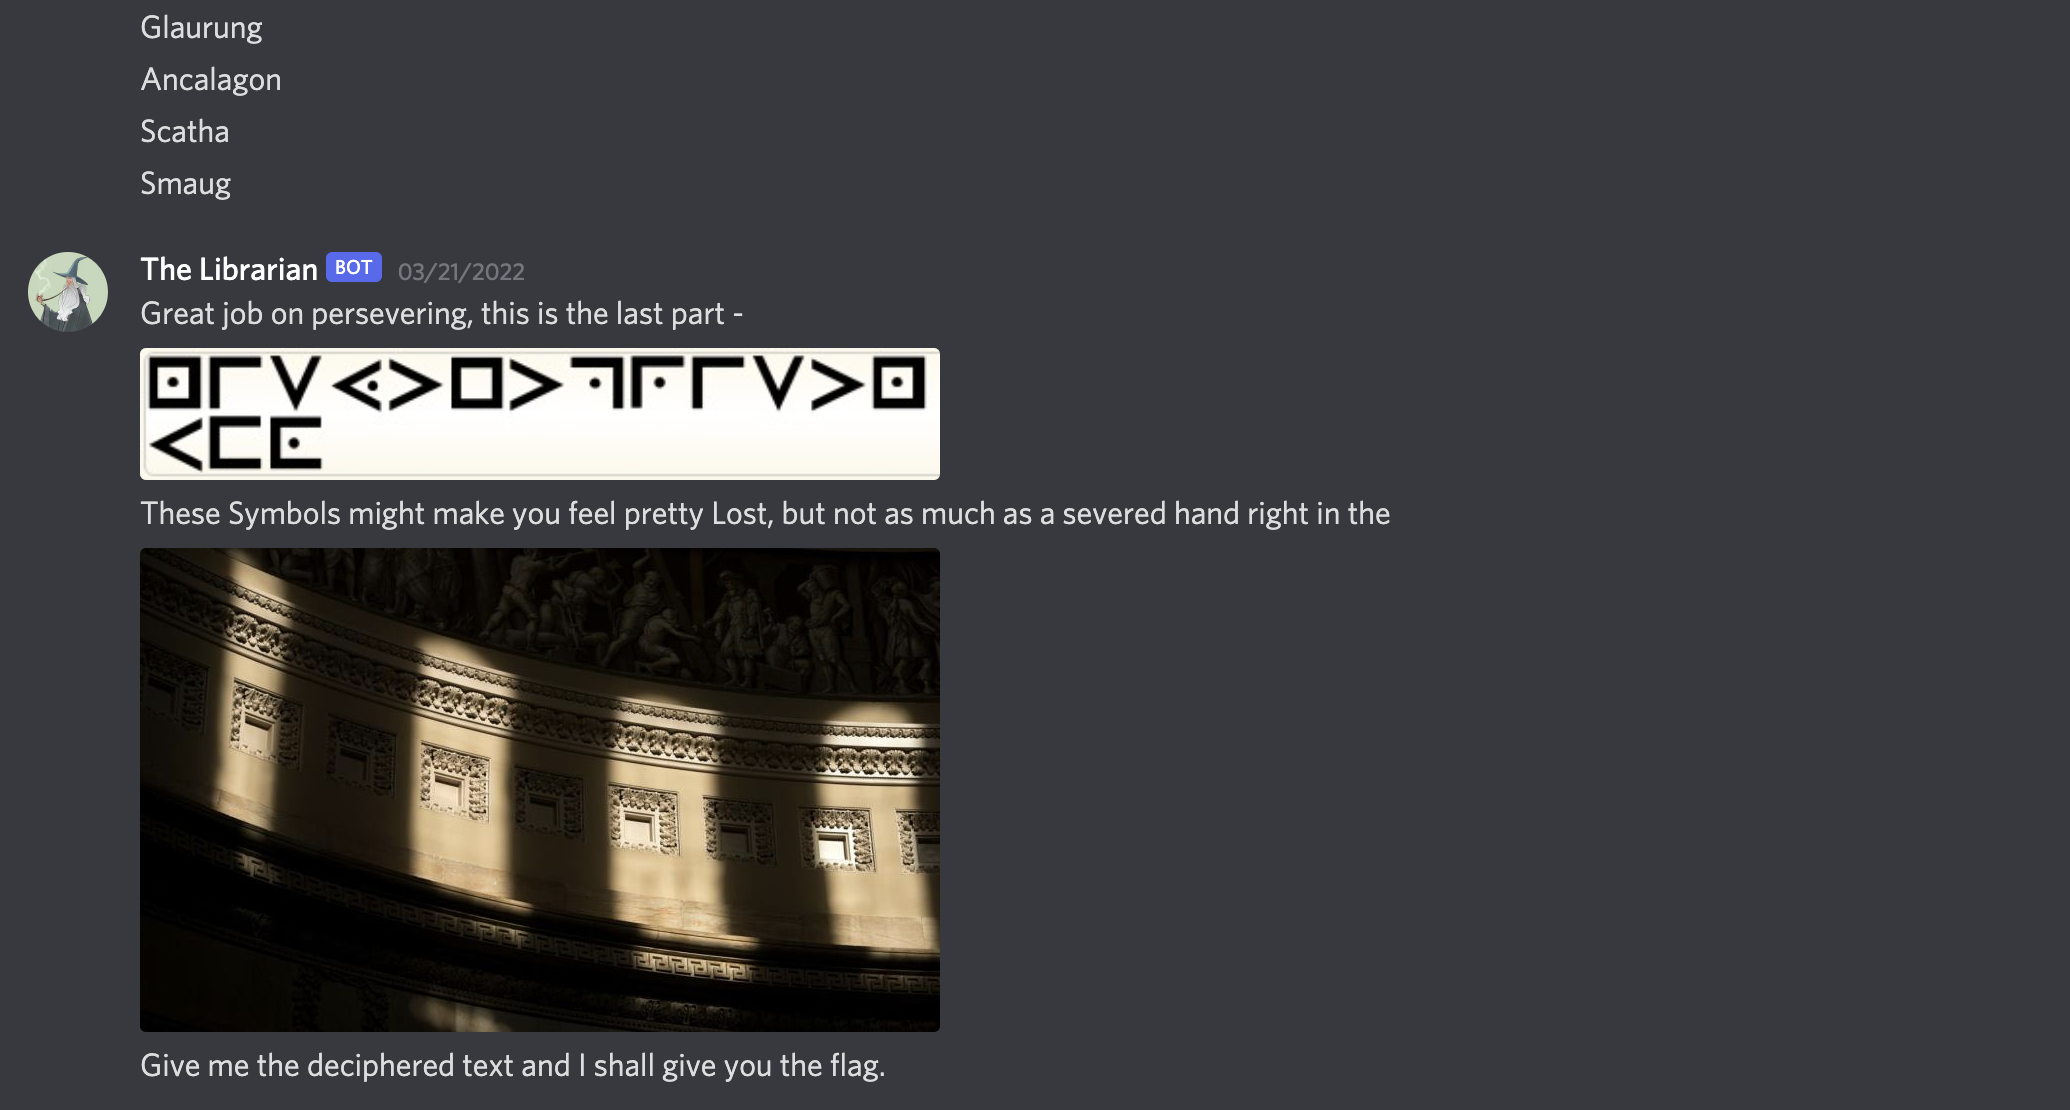 Glaurung
Ancalagon
Scatha
Smaug
The Librarian BOT 03/21/2022
Great job on persevering, this is the last part -
These Symbols might make you feel pretty Lost, but not as much as a severed hand right in the
Give me the deciphered text and I shall give you the flag.